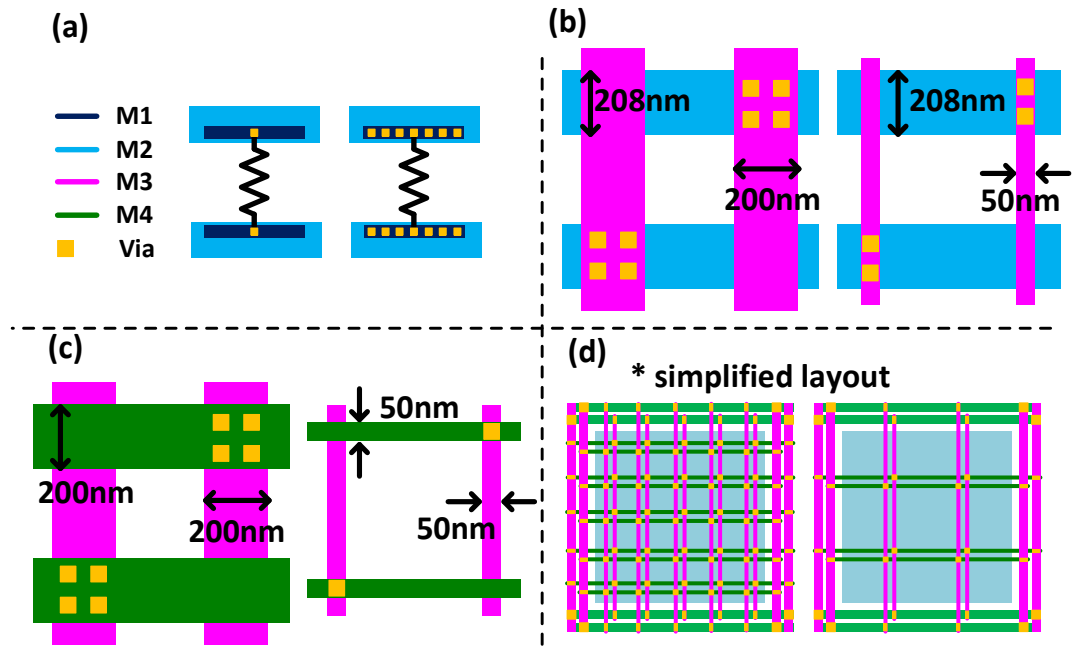 (a)
M1
M2
M3
M4
Via
(b)
208nm
200nm
208nm
50nm
(c)
200nm
200nm
50nm
50nm
(d)
* simplified layout